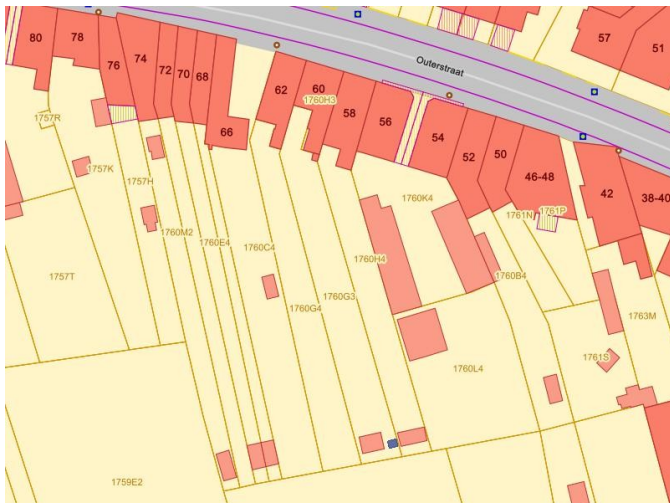 80
78
76
74
72
70
68
66
62
60
58
56
54
52
50
46-48
42
38-40
57
51
Outerstraat
1760H3
1757R
1757K
1757H
1760M2
1760E4
1760C4
1760K4
1761N
1761P
1757T
1760H4
1760B4
1760G3
1760G4
1763M
1761S
1760L4
1759E2